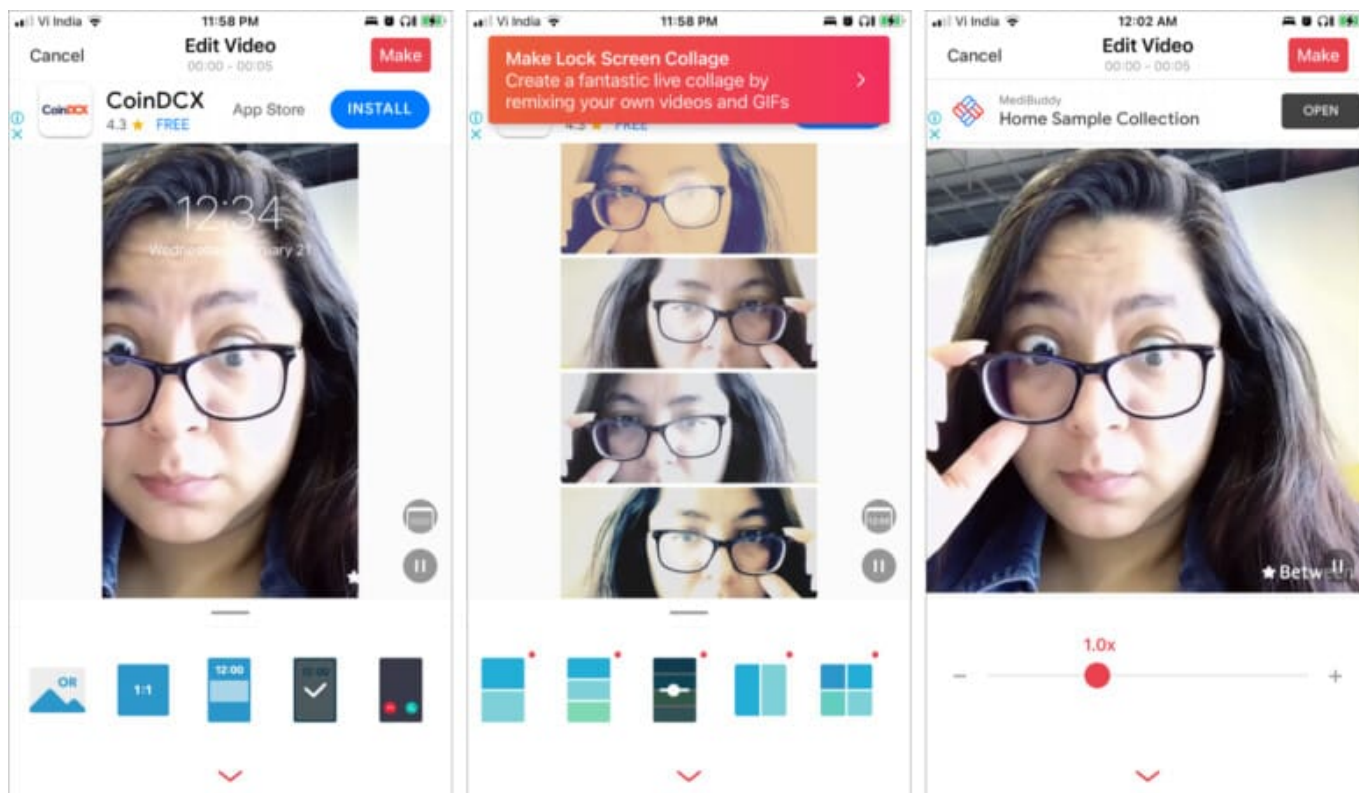 Vi India 11:58 PM
Cancel Edit Video Make
00:00 - 00:05
CoinDCX CoinDCX App Store INSTALL
4.3 FREE
12:34
Wednesday
21
OR 1:1 12:00
Vi India 11:58 PM
Make Lock Screen Collage
Create a fantastic live collage by
remixing your own videos and GIFs
4.3 FREE
Vi India 12:02 AM
Cancel Edit Video Make
00:00 - 00:05
MediBuddy
Home Sample Collection OPEN
1.0x